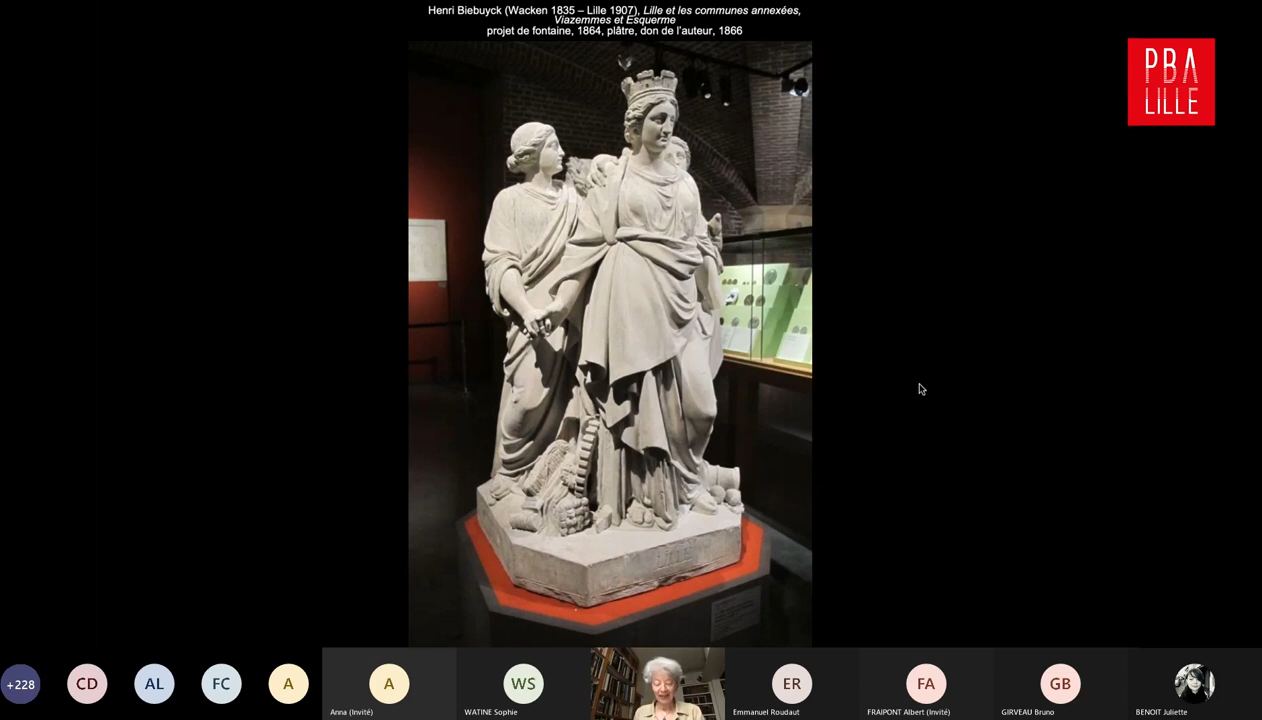 Henri Biebuyck (Wacken 1835 – Lille 1907), Lille et les communes annexées,
Viazemmes et Esquerme
projet de fontaine, 1864, plâtre, don de l'auteur, 1866
PBA
LILLE
+228
CD
AL
FC
A
A
WS
ER
FA
GB
Anna (Invité)
WATINE Sophie
Emmanuel Roudaut
FRAIPONT Albert (Invité)
GIRVEAU Bruno
BENOIT Juliette